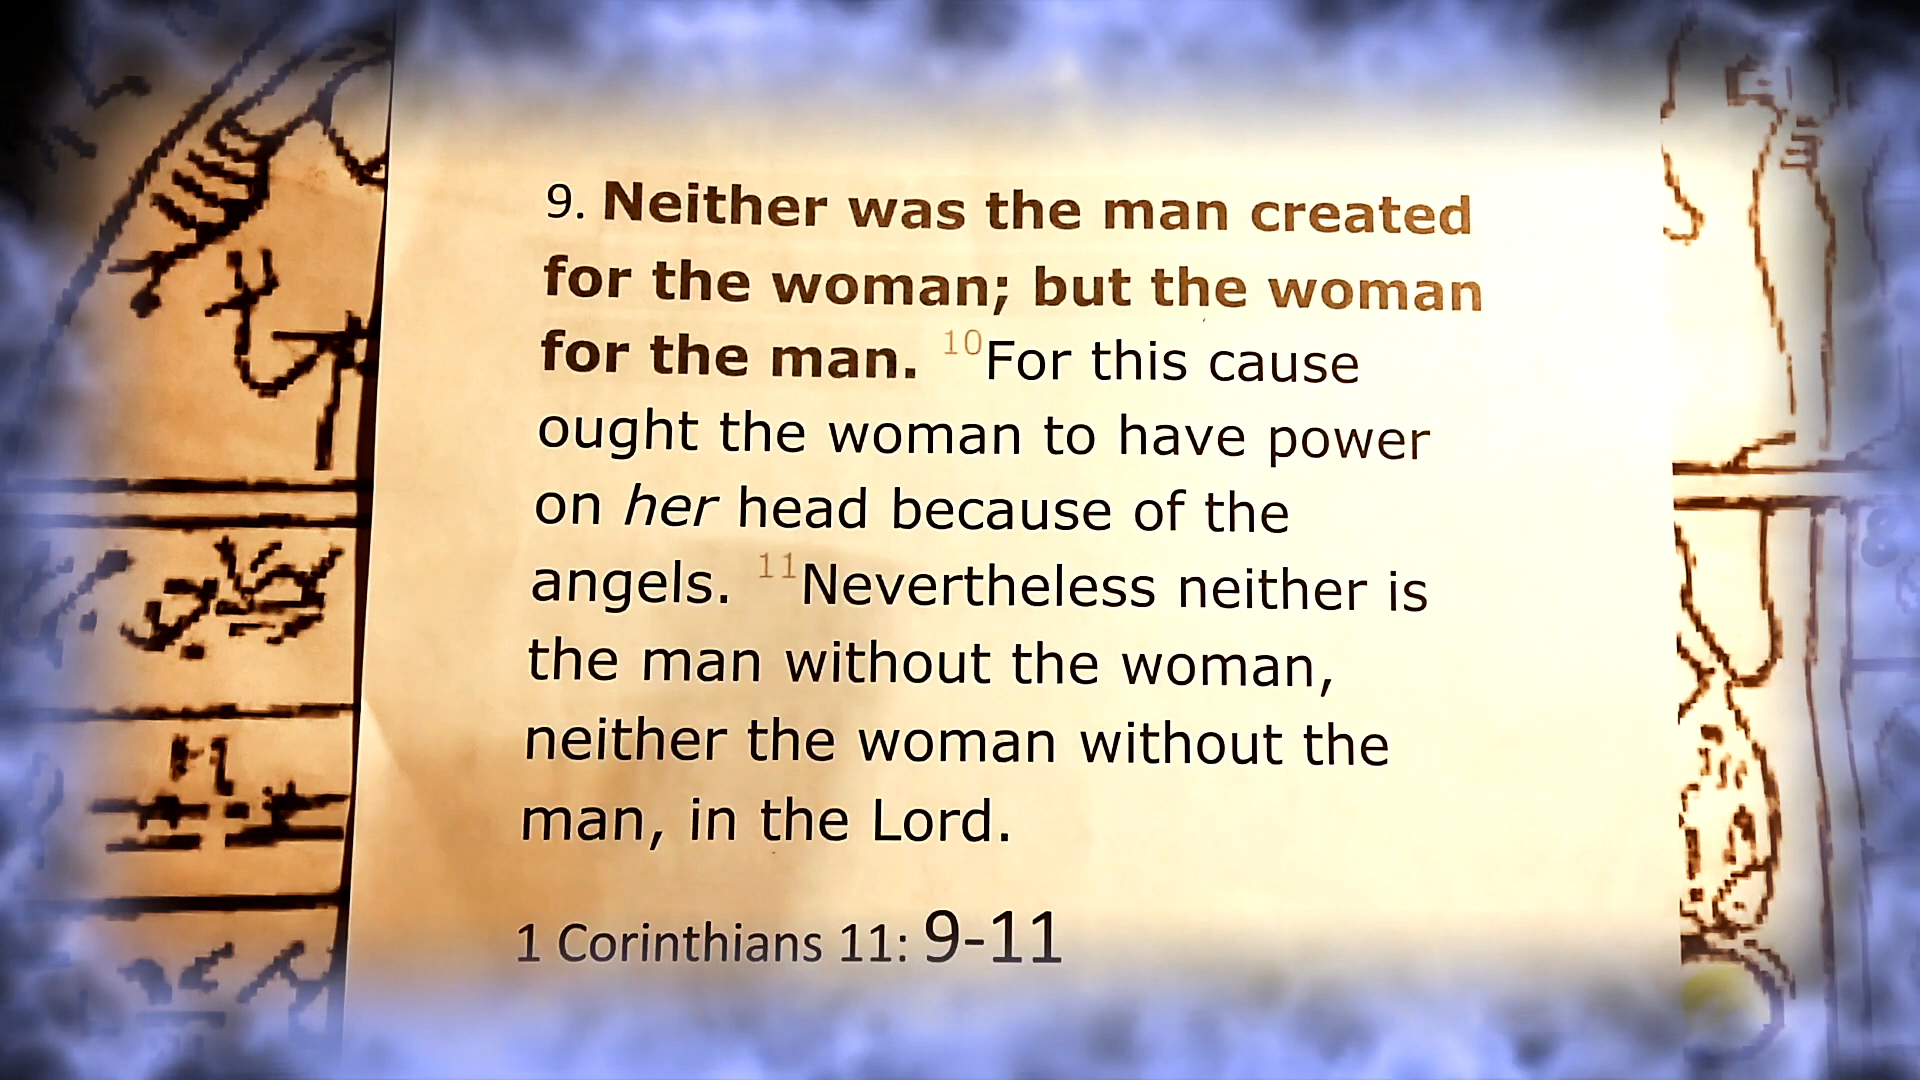 9. Neither was the man created
for the woman; but the woman
for the man. 10For this cause
ought the woman to have power
on her head because of the
angels. 11Nevertheless neither is
the man without the woman,
neither the woman without the
man, in the Lord.
1 Corinthians 11: 9-11